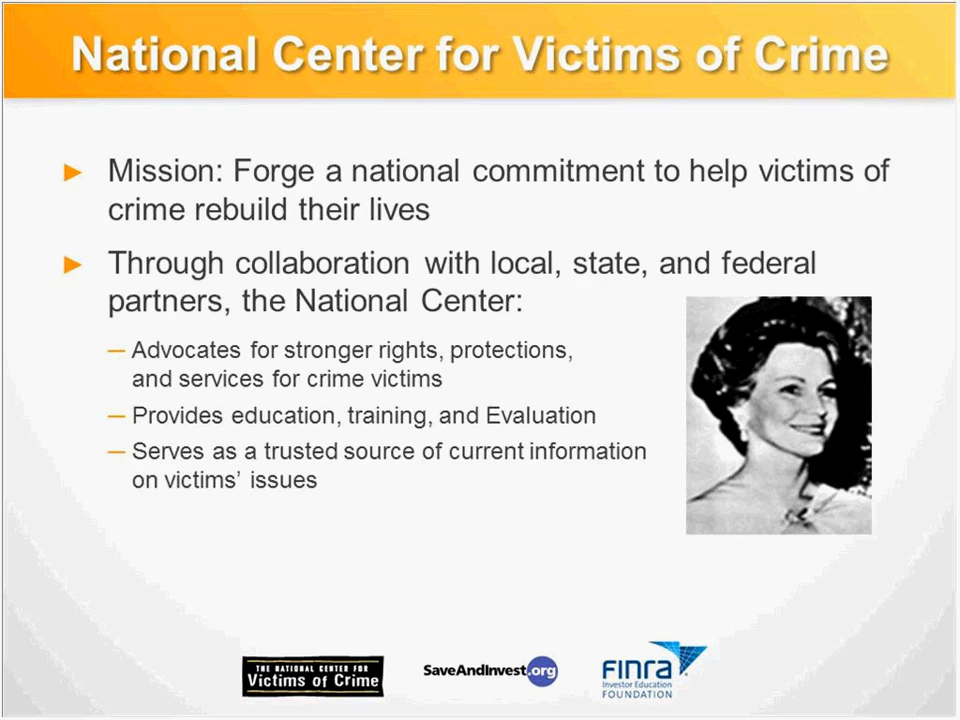 National Center for Victims of Crime
► Mission: Forge a national commitment to help victims of
crime rebuild their lives
► Through collaboration with local, state, and federal
partners, the National Center:
— Advocates for stronger rights, protections,
and services for crime victims
— Provides education, training, and Evaluation
— Serves as a trusted source of current information
on victims’ issues
THE NATIONAL CENTER FOR
Victims of Crime
SaveAndInvest.org
FINra
Investor Education
FOUNDATION